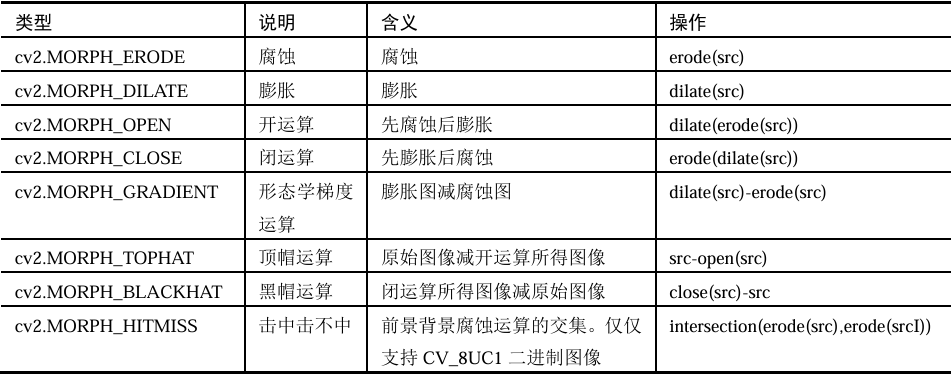 类型 说明 含义 操作
cv2.MORPH_ERODE 腐蚀 腐蚀 erode(src)
cv2.MORPH_DILATE 膨胀 膨胀 dilate(src)
cv2.MORPH_OPEN 开运算 先腐蚀后膨胀 dilate(erode(src))
cv2.MORPH_CLOSE 闭运算 先膨胀后腐蚀 erode(dilate(src))
cv2.MORPH_GRADIENT 形态学梯度 膨胀图减腐蚀图 dilate(src)-erode(src)
运算
cv2.MORPH_TOPHAT 顶帽运算 原始图像减开运算所得图像 src-open(src)
cv2.MORPH_BLACKHAT 黑帽运算 闭运算所得图像减原始图像 close(src)-src
cv2.MORPH_HITMISS 击中击不中 前景背景腐蚀运算的交集。仅仅 intersection(erode(src),erode(srcI))
支持 CV_8UC1 二进制图像